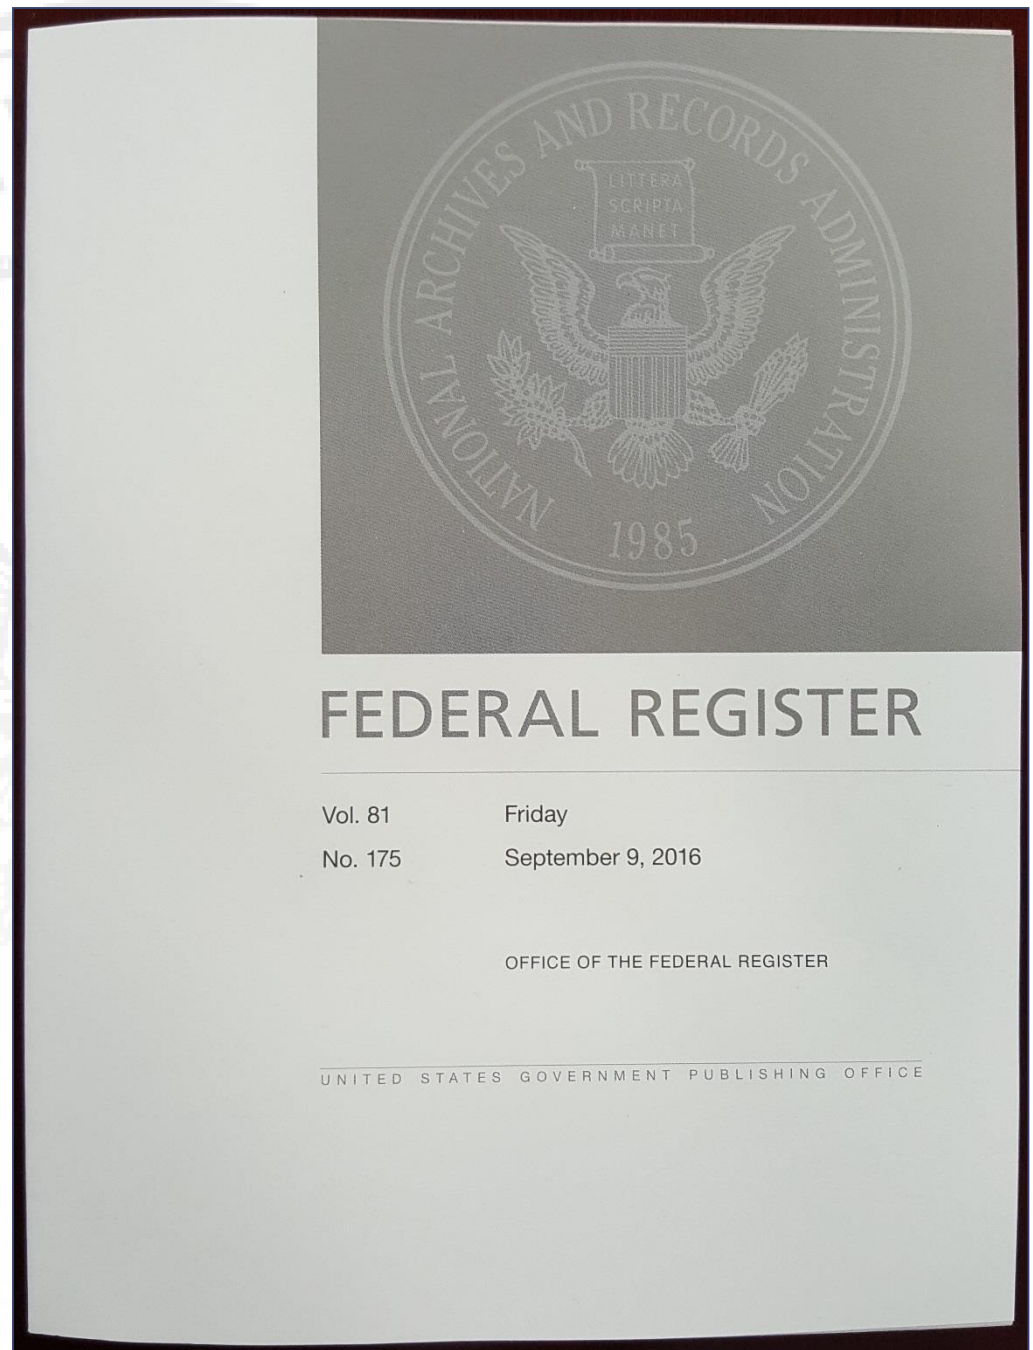 NATIONAL ARCHIVES AND RECORDS ADMINISTRATION
LITTERA
SCRIPTA
MANET
1985
FEDERAL REGISTER
Vol. 81 Friday
No. 175 September 9, 2016
OFFICE OF THE FEDERAL REGISTER
UNITED STATES GOVERNMENT PUBLISHING OFFICE